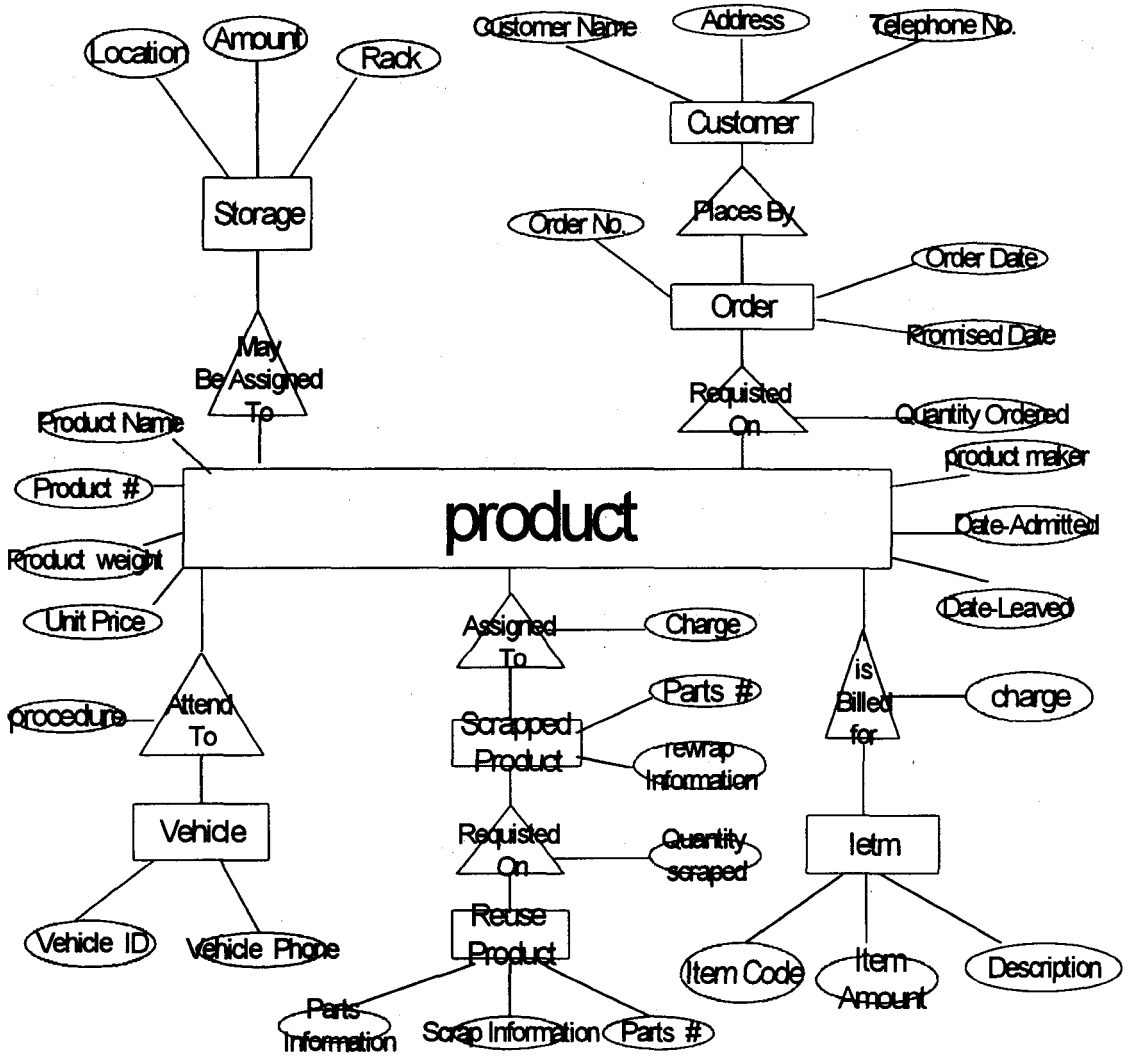 Customer Name
Address
Telephone No.
Location
Amount
Rack
Customer
Storage
Places By
Order No.
Order Date
Order
Promised Date
May
Be Assigned
To
Requisted
On
Quantity Ordered
Product Name
product maker
Product #
product
Date-Admitted
Product weight
Unit Price
Date-Leaved
Assigned
To
Charge
is
Billed
for
charge
procedure
Attend
To
Parts #
Scrapped
Product
rewrap
Information
Vehicle
Requisted
On
Quantity
scraped
Ietm
Reuse
Product
Vehicle ID
Vehicle Phone
Item Code
Item
Amount
Description
Parts
Information
Scrap Information
Parts #